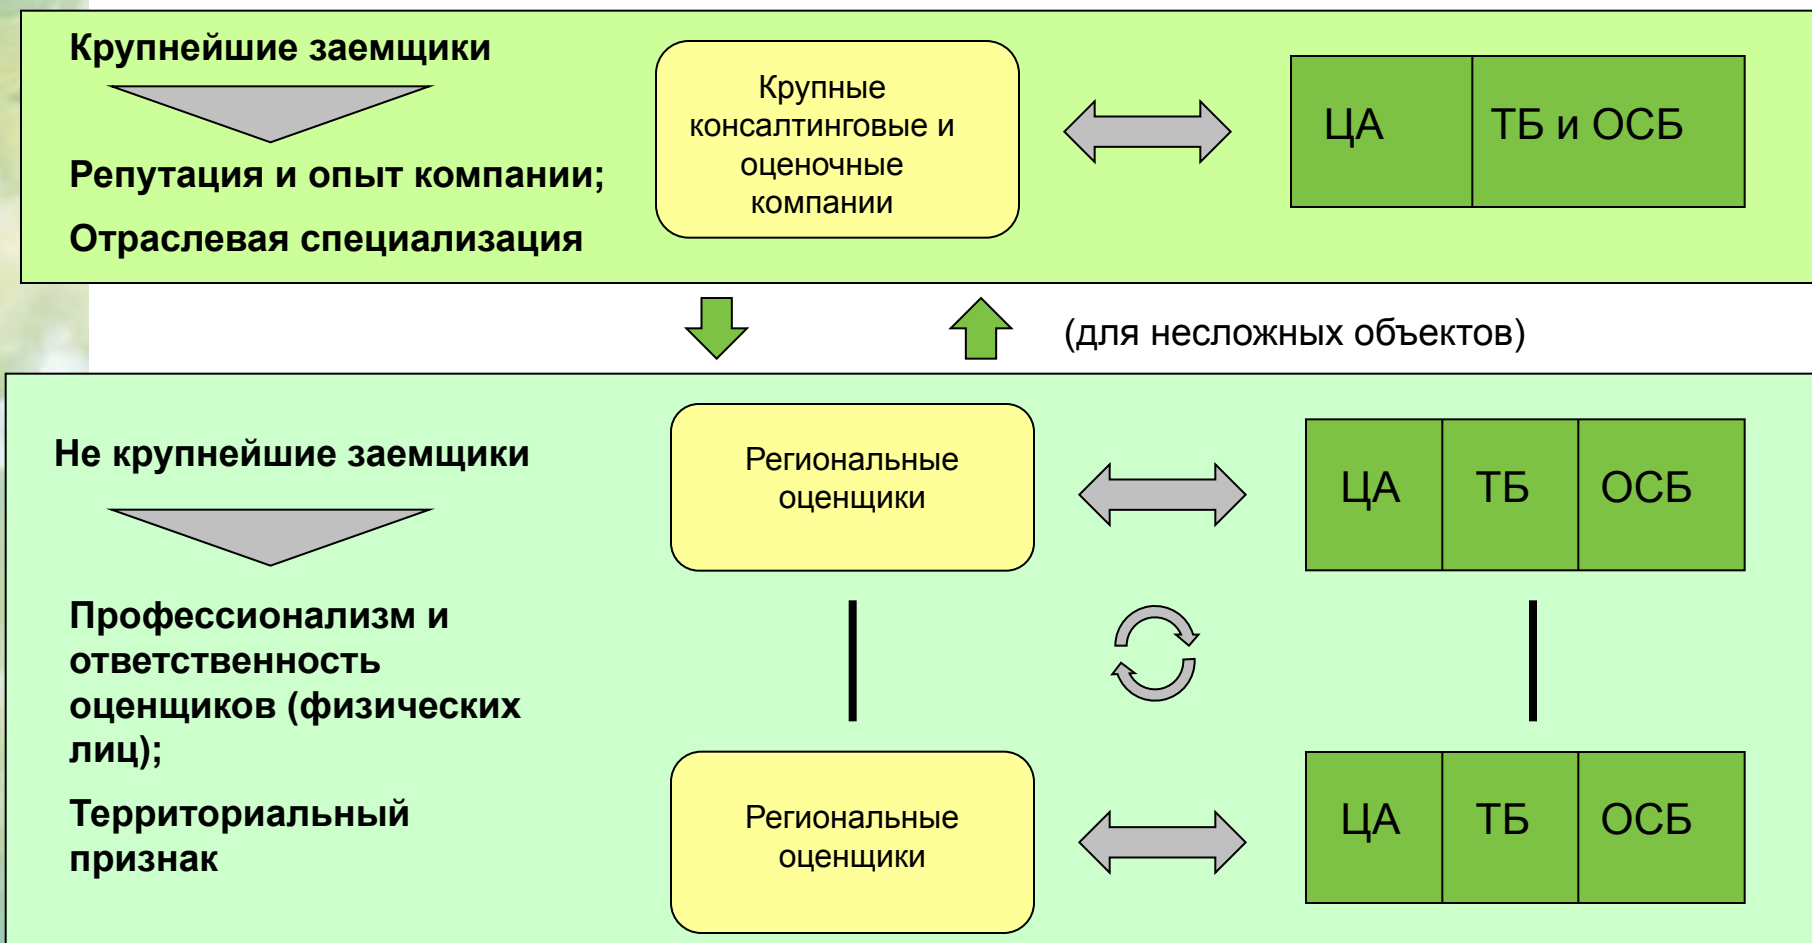 Крупнейшие заемщики
Репутация и опыт компании;
Отраслевая специализация
Крупные
консалтинговые и
оценочные
компании
ЦА
ТБ и ОСБ
(для несложных объектов)
Не крупнейшие заемщики
Профессионализм и
ответственность
оценщиков (физических
лиц);
Территориальный
признак
Региональные
оценщики
ЦА
ТБ
ОСБ
Региональные
оценщики
ЦА
ТБ
ОСБ